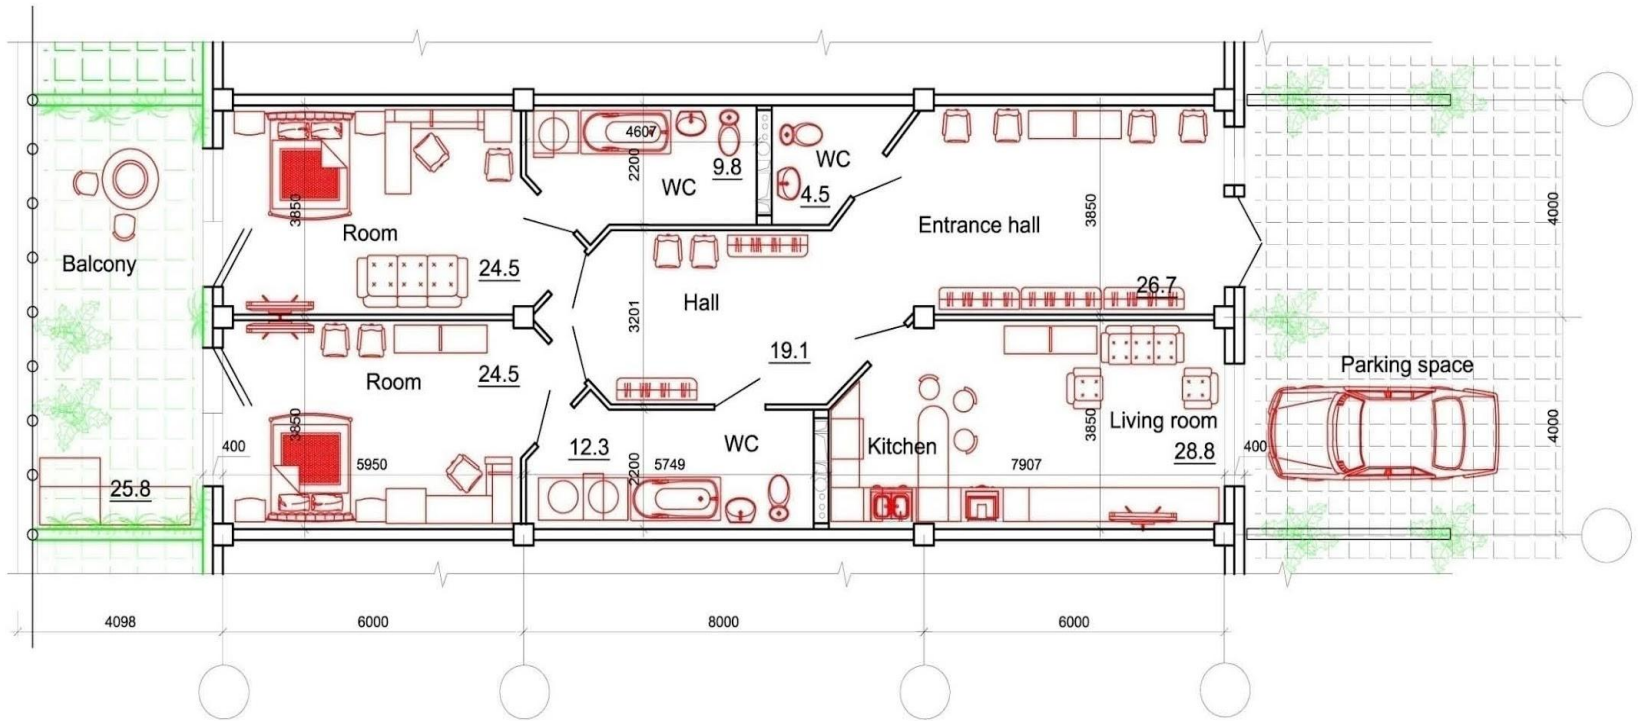 4607
2200
WC
9.8
WC
4.5
3850
Room
24.5
Balcony
Entrance hall
3850
26.7
4000
Hall
3201
19.1
Room
24.5
3850
400
5950
25.8
12.3
WC
2200
5749
Kitchen
Living room
3850
28.8
7907
400
Parking space
4000
4098
6000
8000
6000